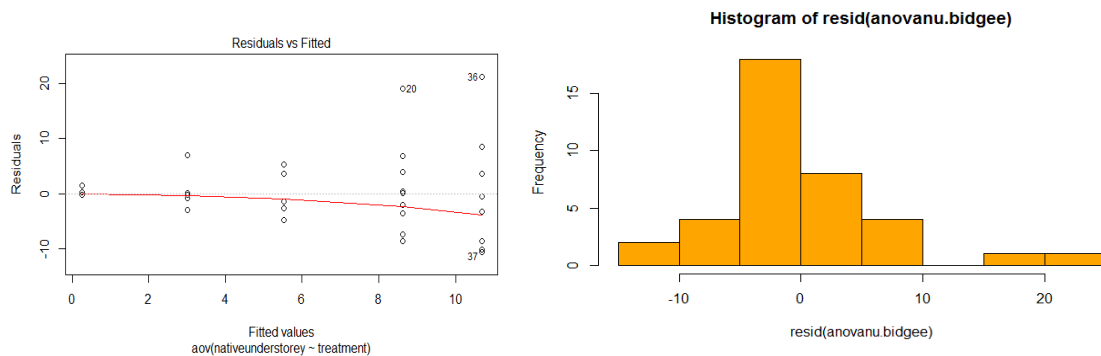 Residuals vs Fitted
Residuals
20
10
0
-10
36
20
37
0 2 4 6 8 10
Fitted values
aov(nativeunderstorey ~ treatment)
Histogram of resid(anovanu.bidgee)
Frequency
15
10
5
0
-10 0 10 20
resid(anovanu.bidgee)